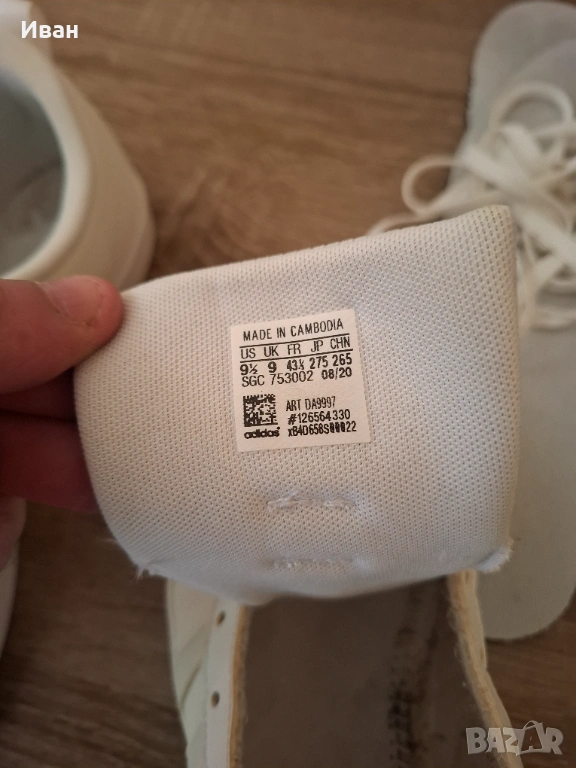 Иван
MADE IN CAMBODIA
US UK FR JP CHN
9½ 9 43⅓ 275 265
SGC 753002 08/20
ART DA9997
#126564330
adidas
BAZAR